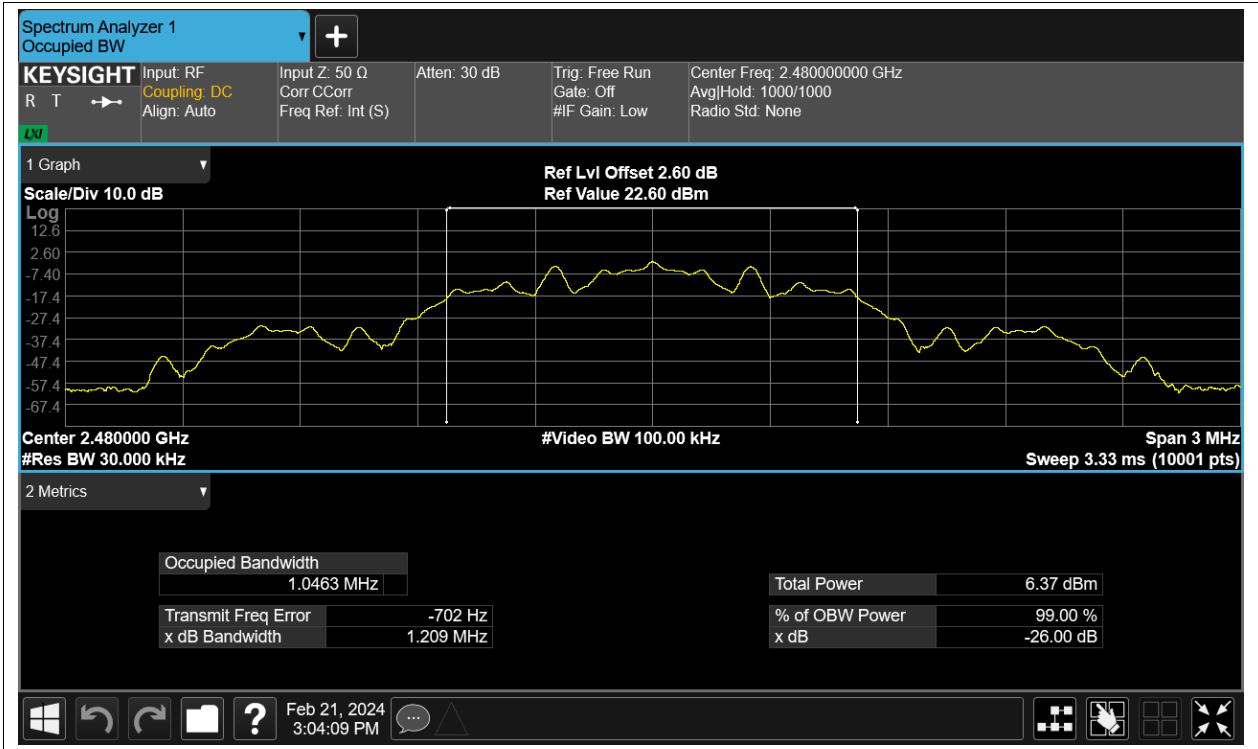 Spectrum Analyzer 1
Occupied BW
KEYSIGHT
R T
LXI
Input: RF
Coupling: DC
Align: Auto
Input Z: 50 Ω
Corr CCorr
Freq Ref: Int (S)
Atten: 30 dB
Trig: Free Run
Gate: Off
#IF Gain: Low
Center Freq: 2.480000000 GHz
Avg|Hold: 1000/1000
Radio Std: None
1 Graph
Scale/Div 10.0 dB
Ref Lvl Offset 2.60 dB
Ref Value 22.60 dBm
Log
12.6
2.60
-7.40
-17.4
-27.4
-37.4
-47.4
-57.4
-67.4
Center 2.480000 GHz
#Res BW 30.000 kHz
#Video BW 100.00 kHz
Span 3 MHz
Sweep 3.33 ms (10001 pts)
2 Metrics
Occupied Bandwidth
1.0463 MHz
Transmit Freq Error -702 Hz
x dB Bandwidth 1.209 MHz
Total Power 6.37 dBm
% of OBW Power 99.00 %
x dB -26.00 dB
?
Feb 21, 2024
3:04:09 PM